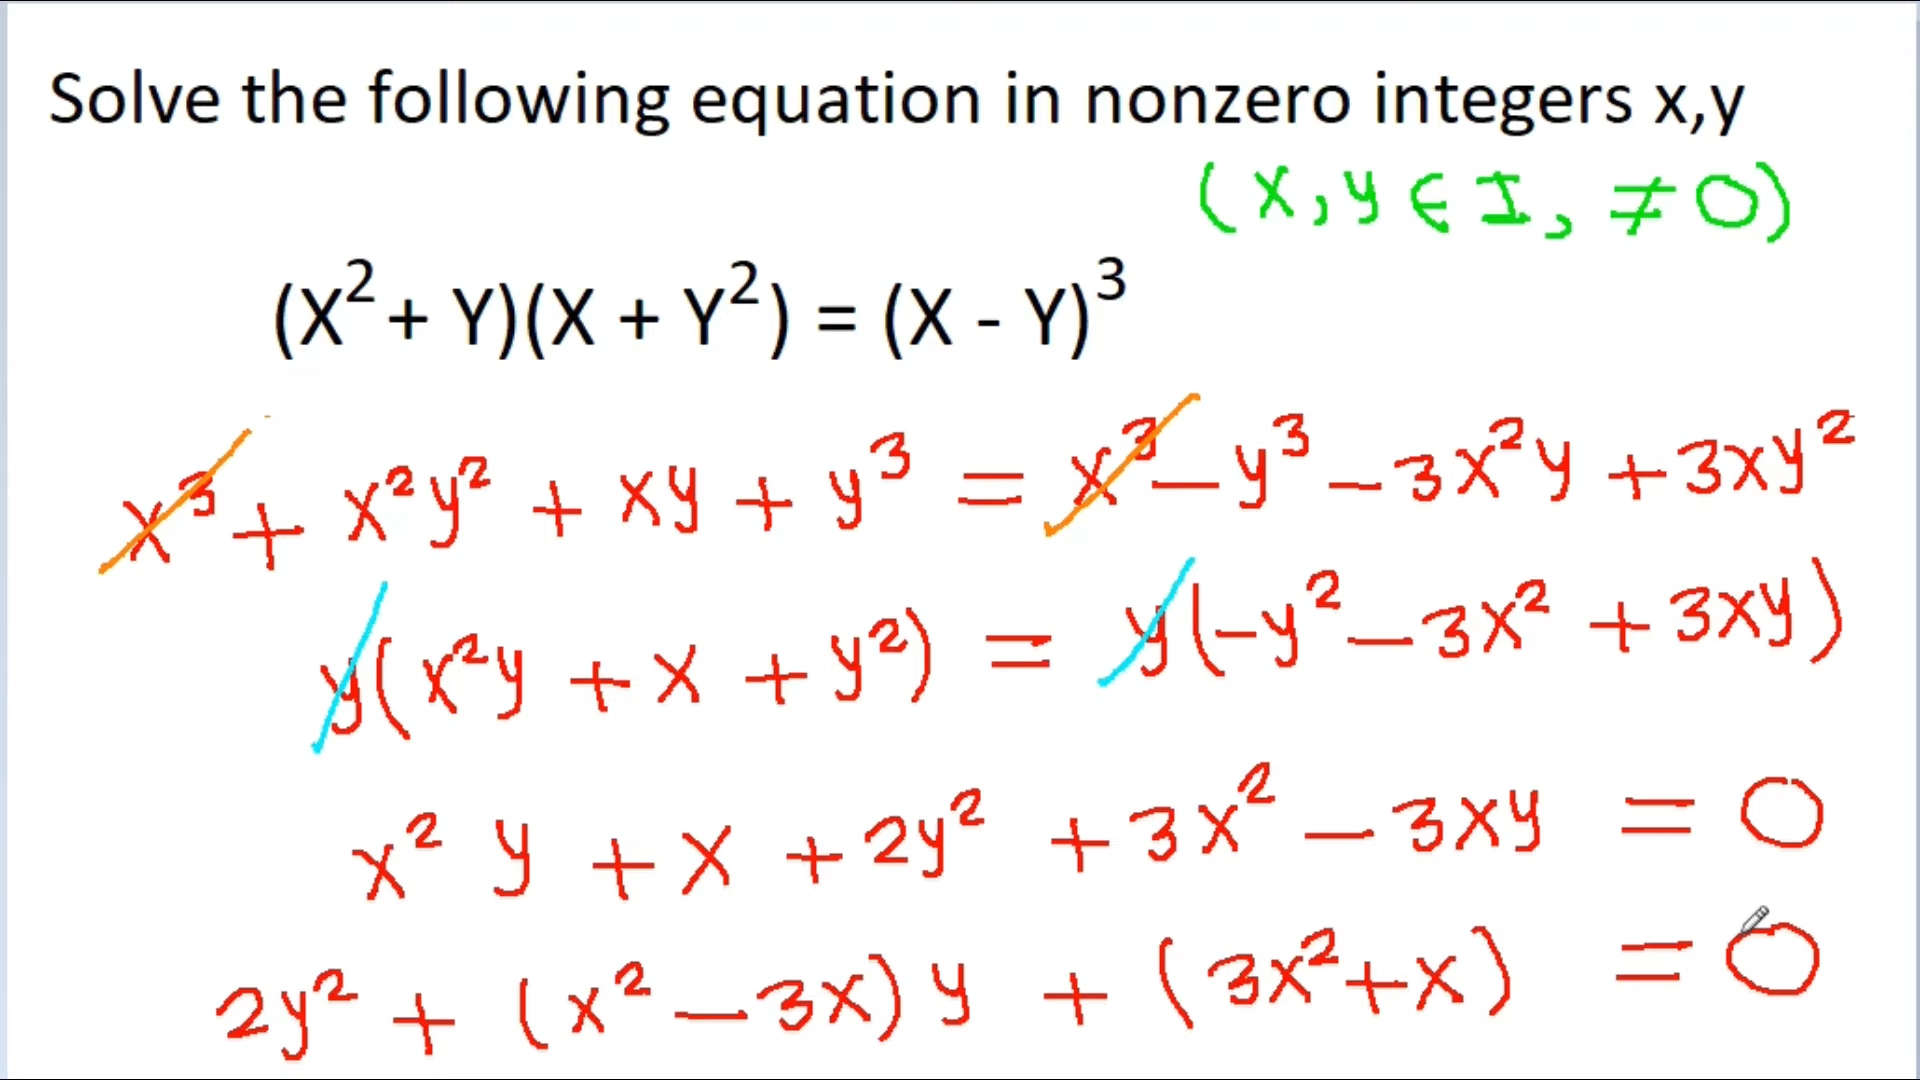 Solve the following equation in nonzero integers x,y
(x, y ∈ I, ≠ 0)
(X² + Y)(X + Y²) = (X - Y)³
x³ + x²y² + xy + y³ = x³ - y³ - 3x²y + 3xy²
y(x²y + x + y²) = y(-y² - 3x² + 3xy)
x² y + x + 2y² + 3x² - 3xy = 0
2y² + (x² - 3x) y + (3x² + x) = 0